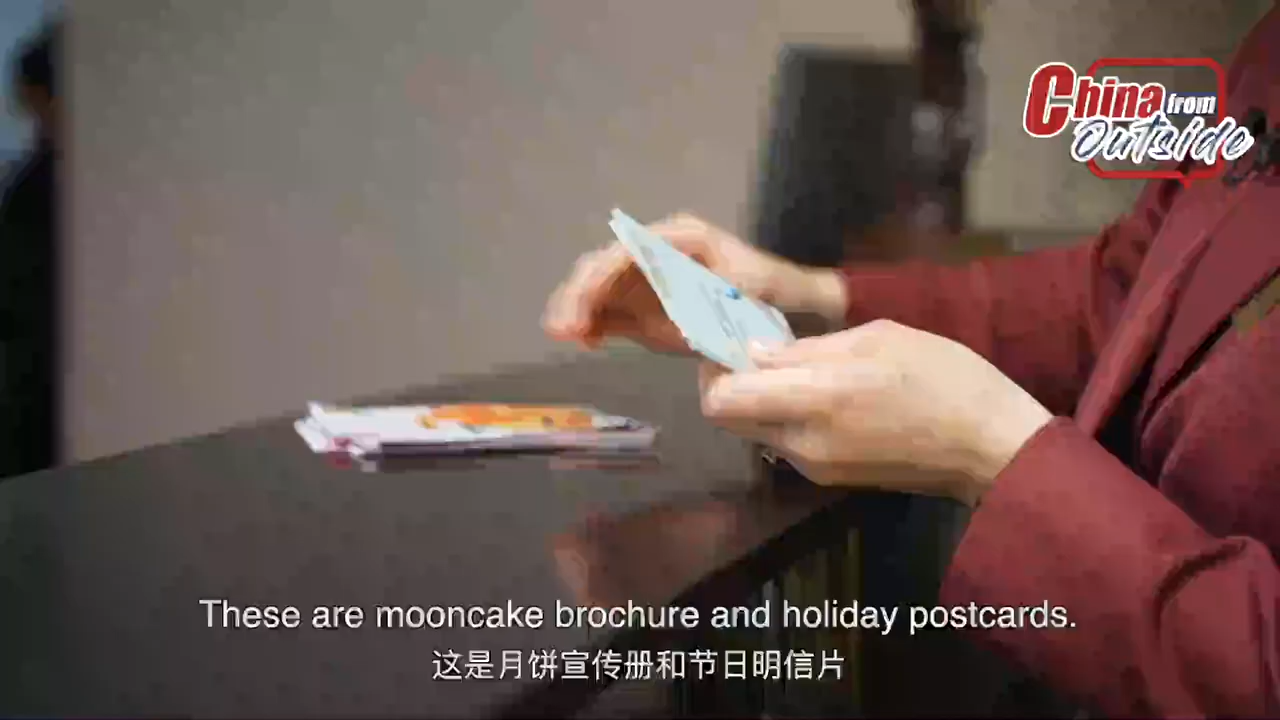 China from
Outside
These are mooncake brochure and holiday postcards.
这是月饼宣传册和节日明信片